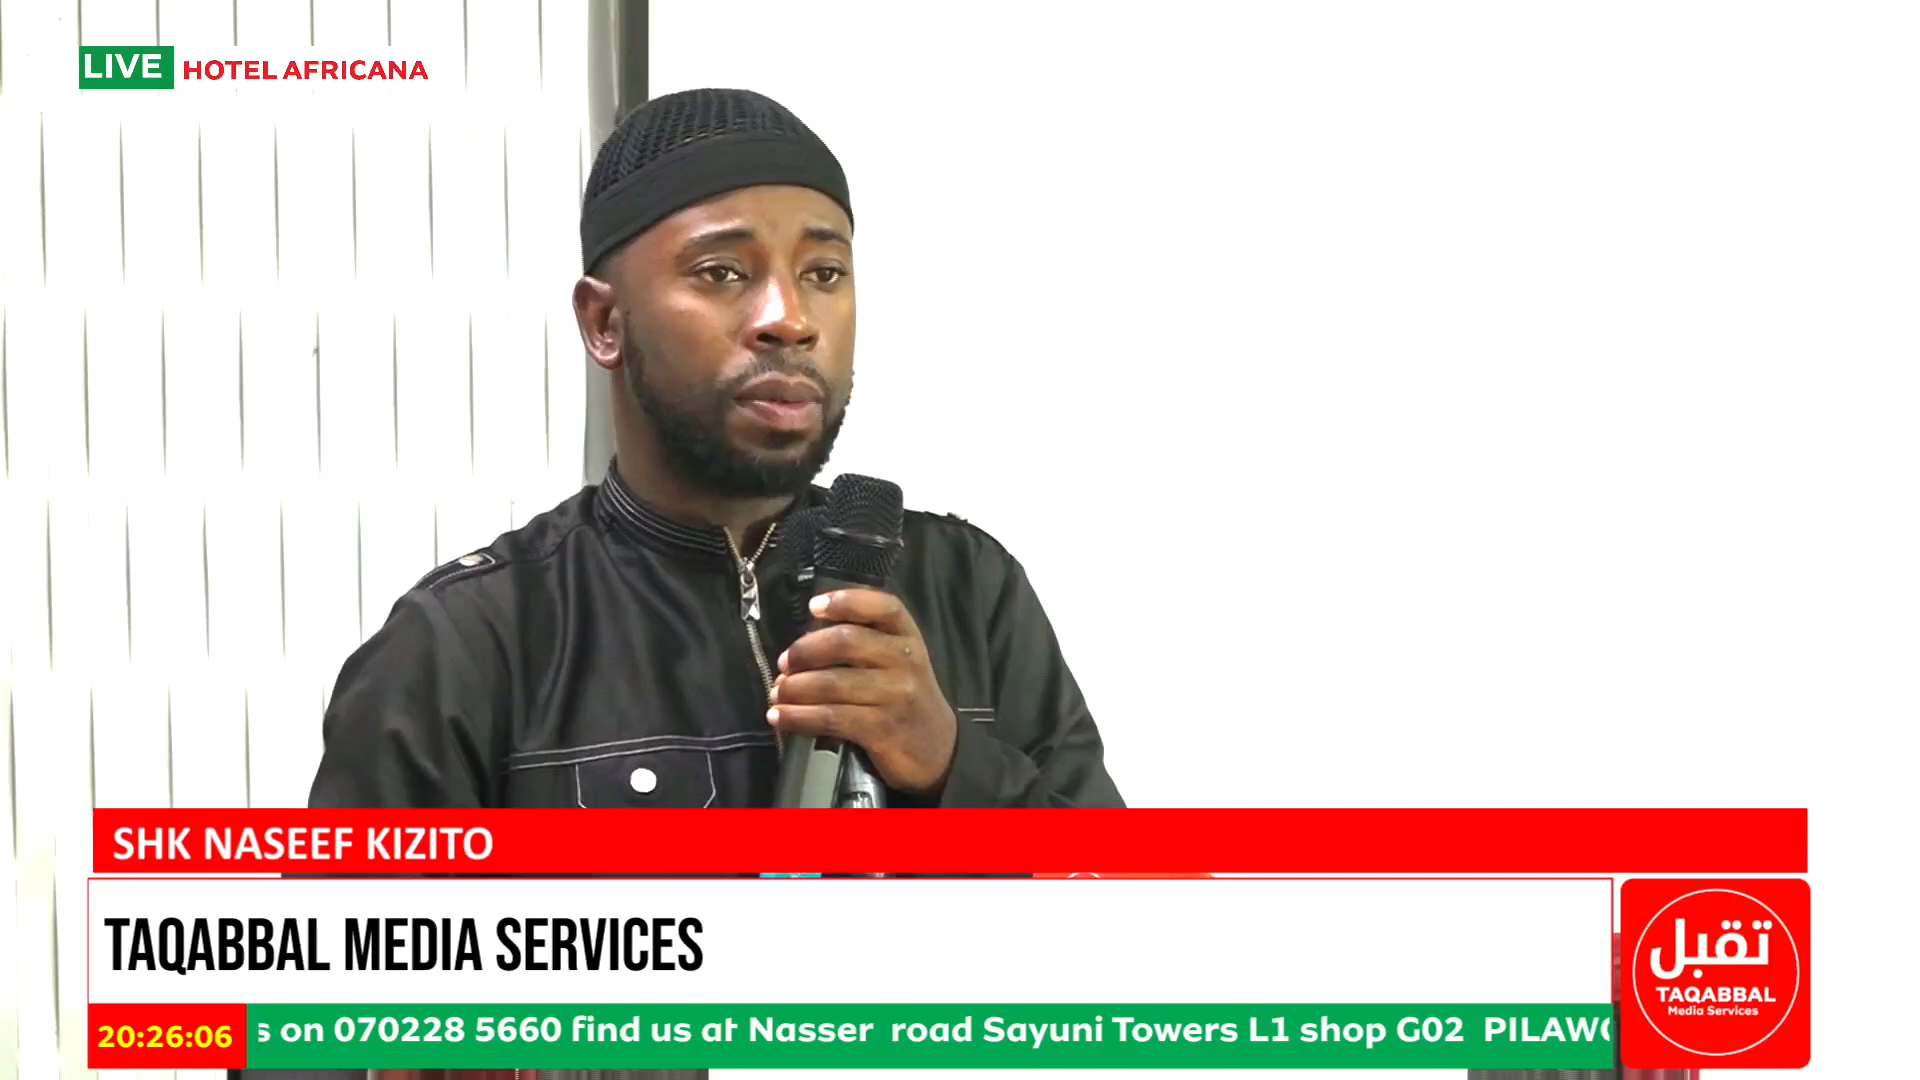 LIVE HOTEL AFRICANA
SHK NASEEF KIZITO
TAQABBAL MEDIA SERVICES
20:26:06 s on 070228 5660 find us at Nasser road Sayuni Towers L1 shop G02
تقبل
TAQABBAL
Media Services